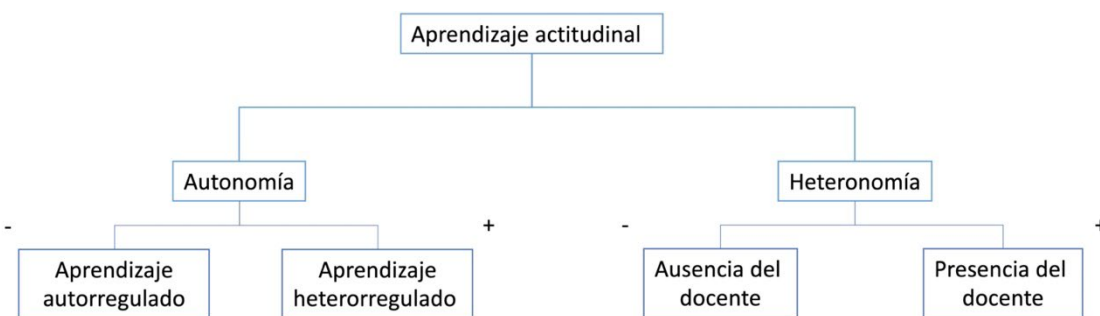 Aprendizaje actitudinal
Autonomía
Heteronomía
- + - +
Aprendizaje
autorregulado
Aprendizaje
heterorregulado
Ausencia del
docente
Presencia del
docente